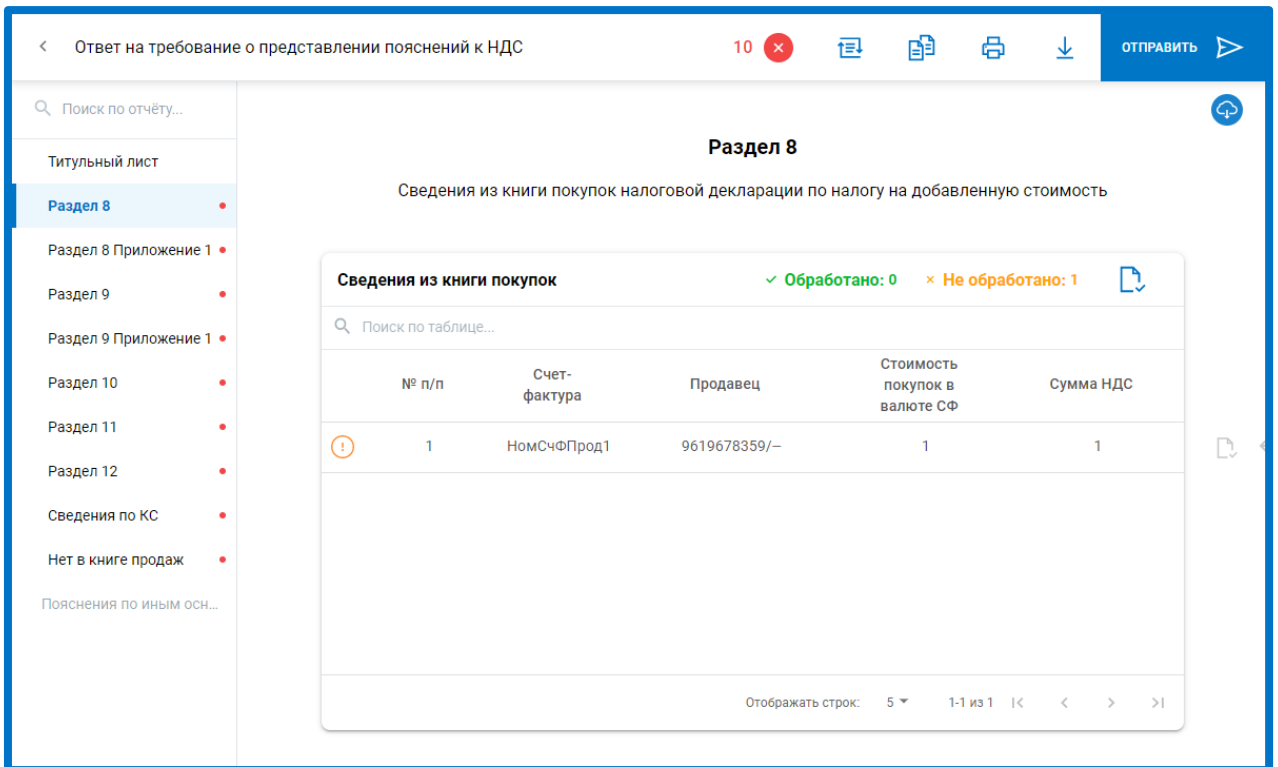 Ответ на требование о представлении пояснений к НДС
10
ОТПРАВИТЬ
Поиск по отчёту...
Титульный лист
Раздел 8
Раздел 8 Приложение 1
Раздел 9
Раздел 9 Приложение 1
Раздел 10
Раздел 11
Раздел 12
Сведения по КС
Нет в книге продаж
Пояснения по иным осн...
Раздел 8
Сведения из книги покупок налоговой декларации по налогу на добавленную стоимость
Сведения из книги покупок
Обработано: 0
Не обработано: 1
Поиск по таблице...
№ п/п
Счет-
фактура
Продавец
Стоимость
покупок в
валюте СФ
Сумма НДС
1 НомСчФПрод1 9619678359/– 1 1
Отображать строк: 5 1-1 из 1